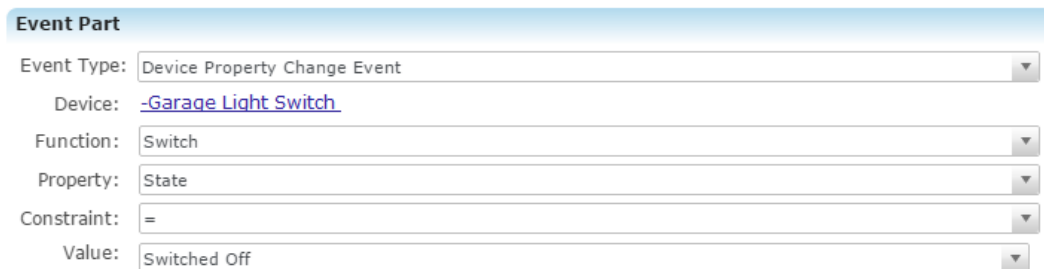 Event Part
Event Type: Device Property Change Event
Device: -Garage Light Switch
Function: Switch
Property: State
Constraint: =
Value: Switched Off